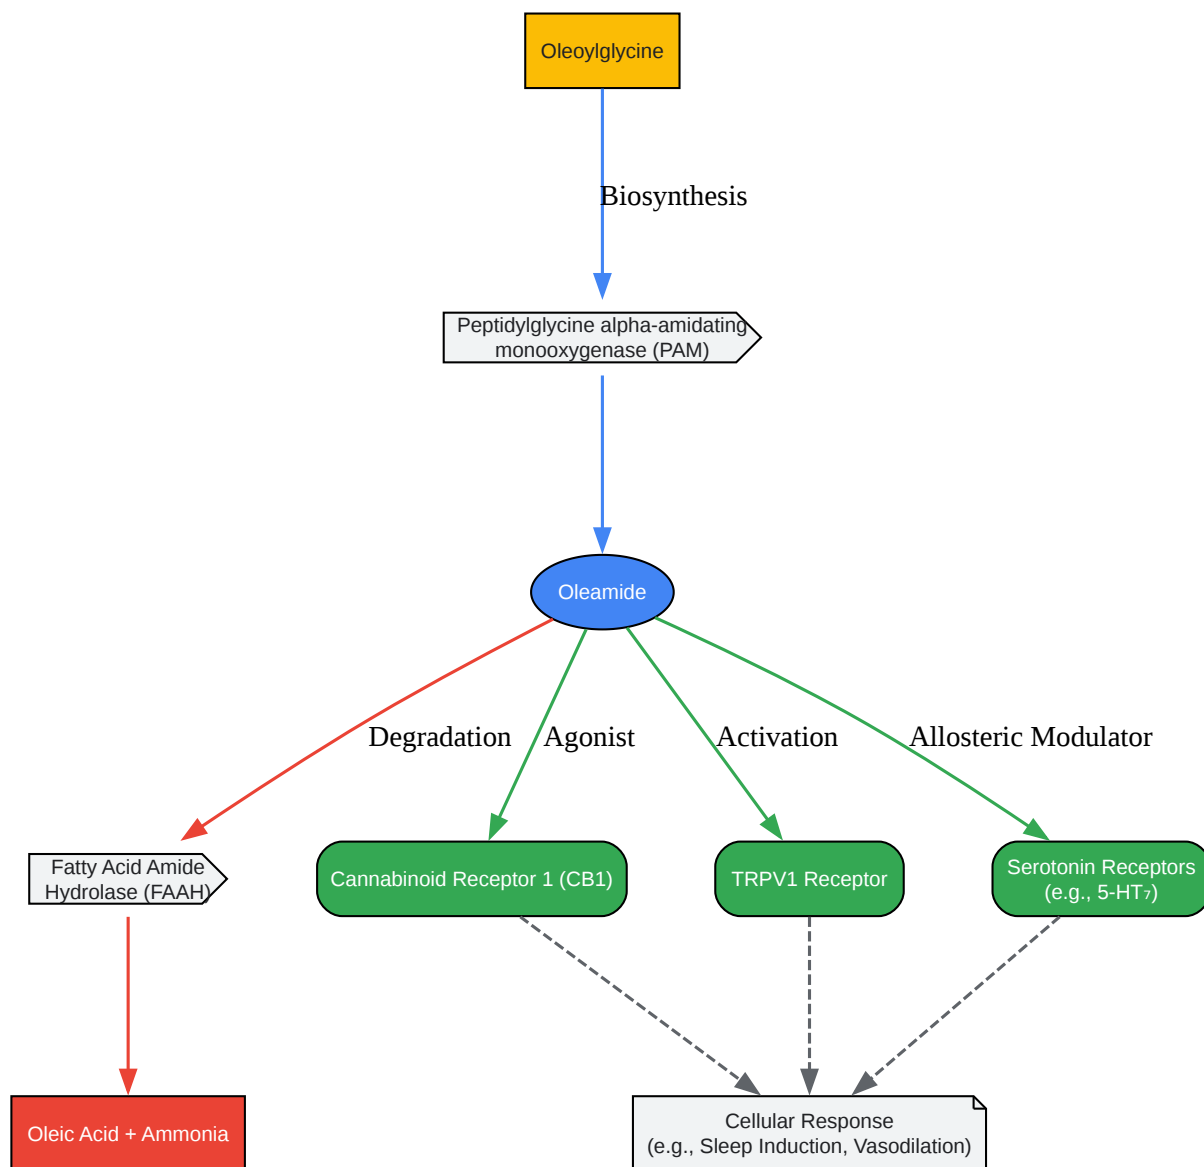 Oleoylglycine
Biosynthesis
Peptidylglycine alpha-amidating
monooxygenase (PAM)
Oleamide
Degradation
Agonist
Activation
Allosteric Modulator
Fatty Acid Amide
Hydrolase (FAAH)
Cannabinoid Receptor 1 (CB1)
TRPV1 Receptor
Serotonin Receptors
(e.g., 5-HT₇)
Oleic Acid + Ammonia
Cellular Response
(e.g., Sleep Induction, Vasodilation)